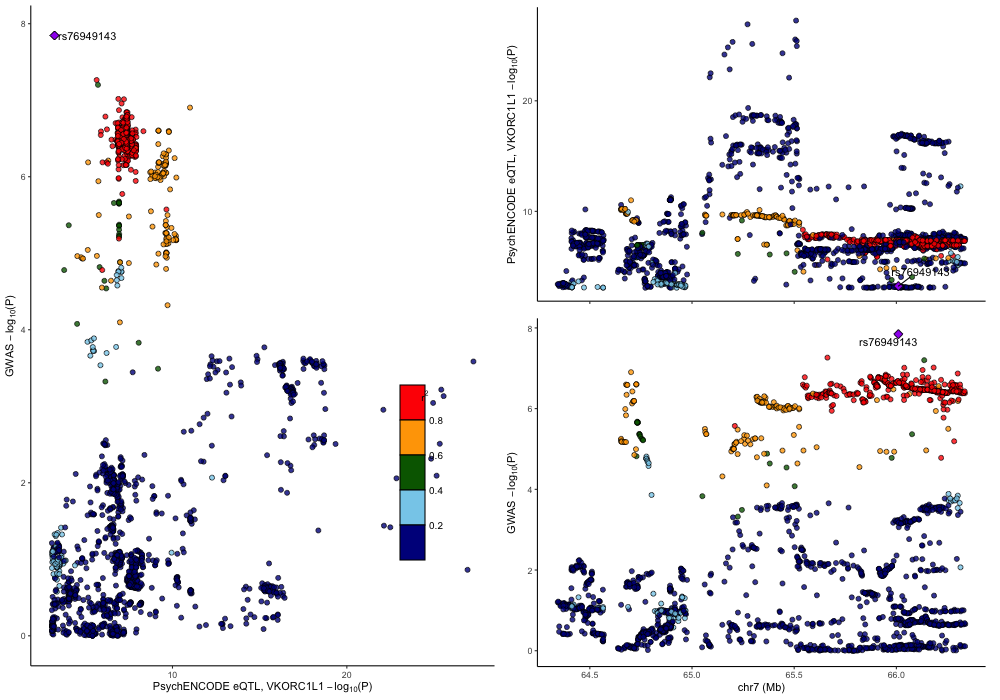 8
6
4
2
0
GWAS −log10(P)
rs76949143
10
20
PsychENCODE eQTL, VKORC1L1 −log10(P)
0.8
0.6
0.4
0.2
20
10
PsychENCODE eQTL, VKORC1L1 −log10(P)
rs76949143
8
6
4
2
0
GWAS −log10(P)
rs76949143
64.5
65.0
65.5
66.0
chr7 (Mb)